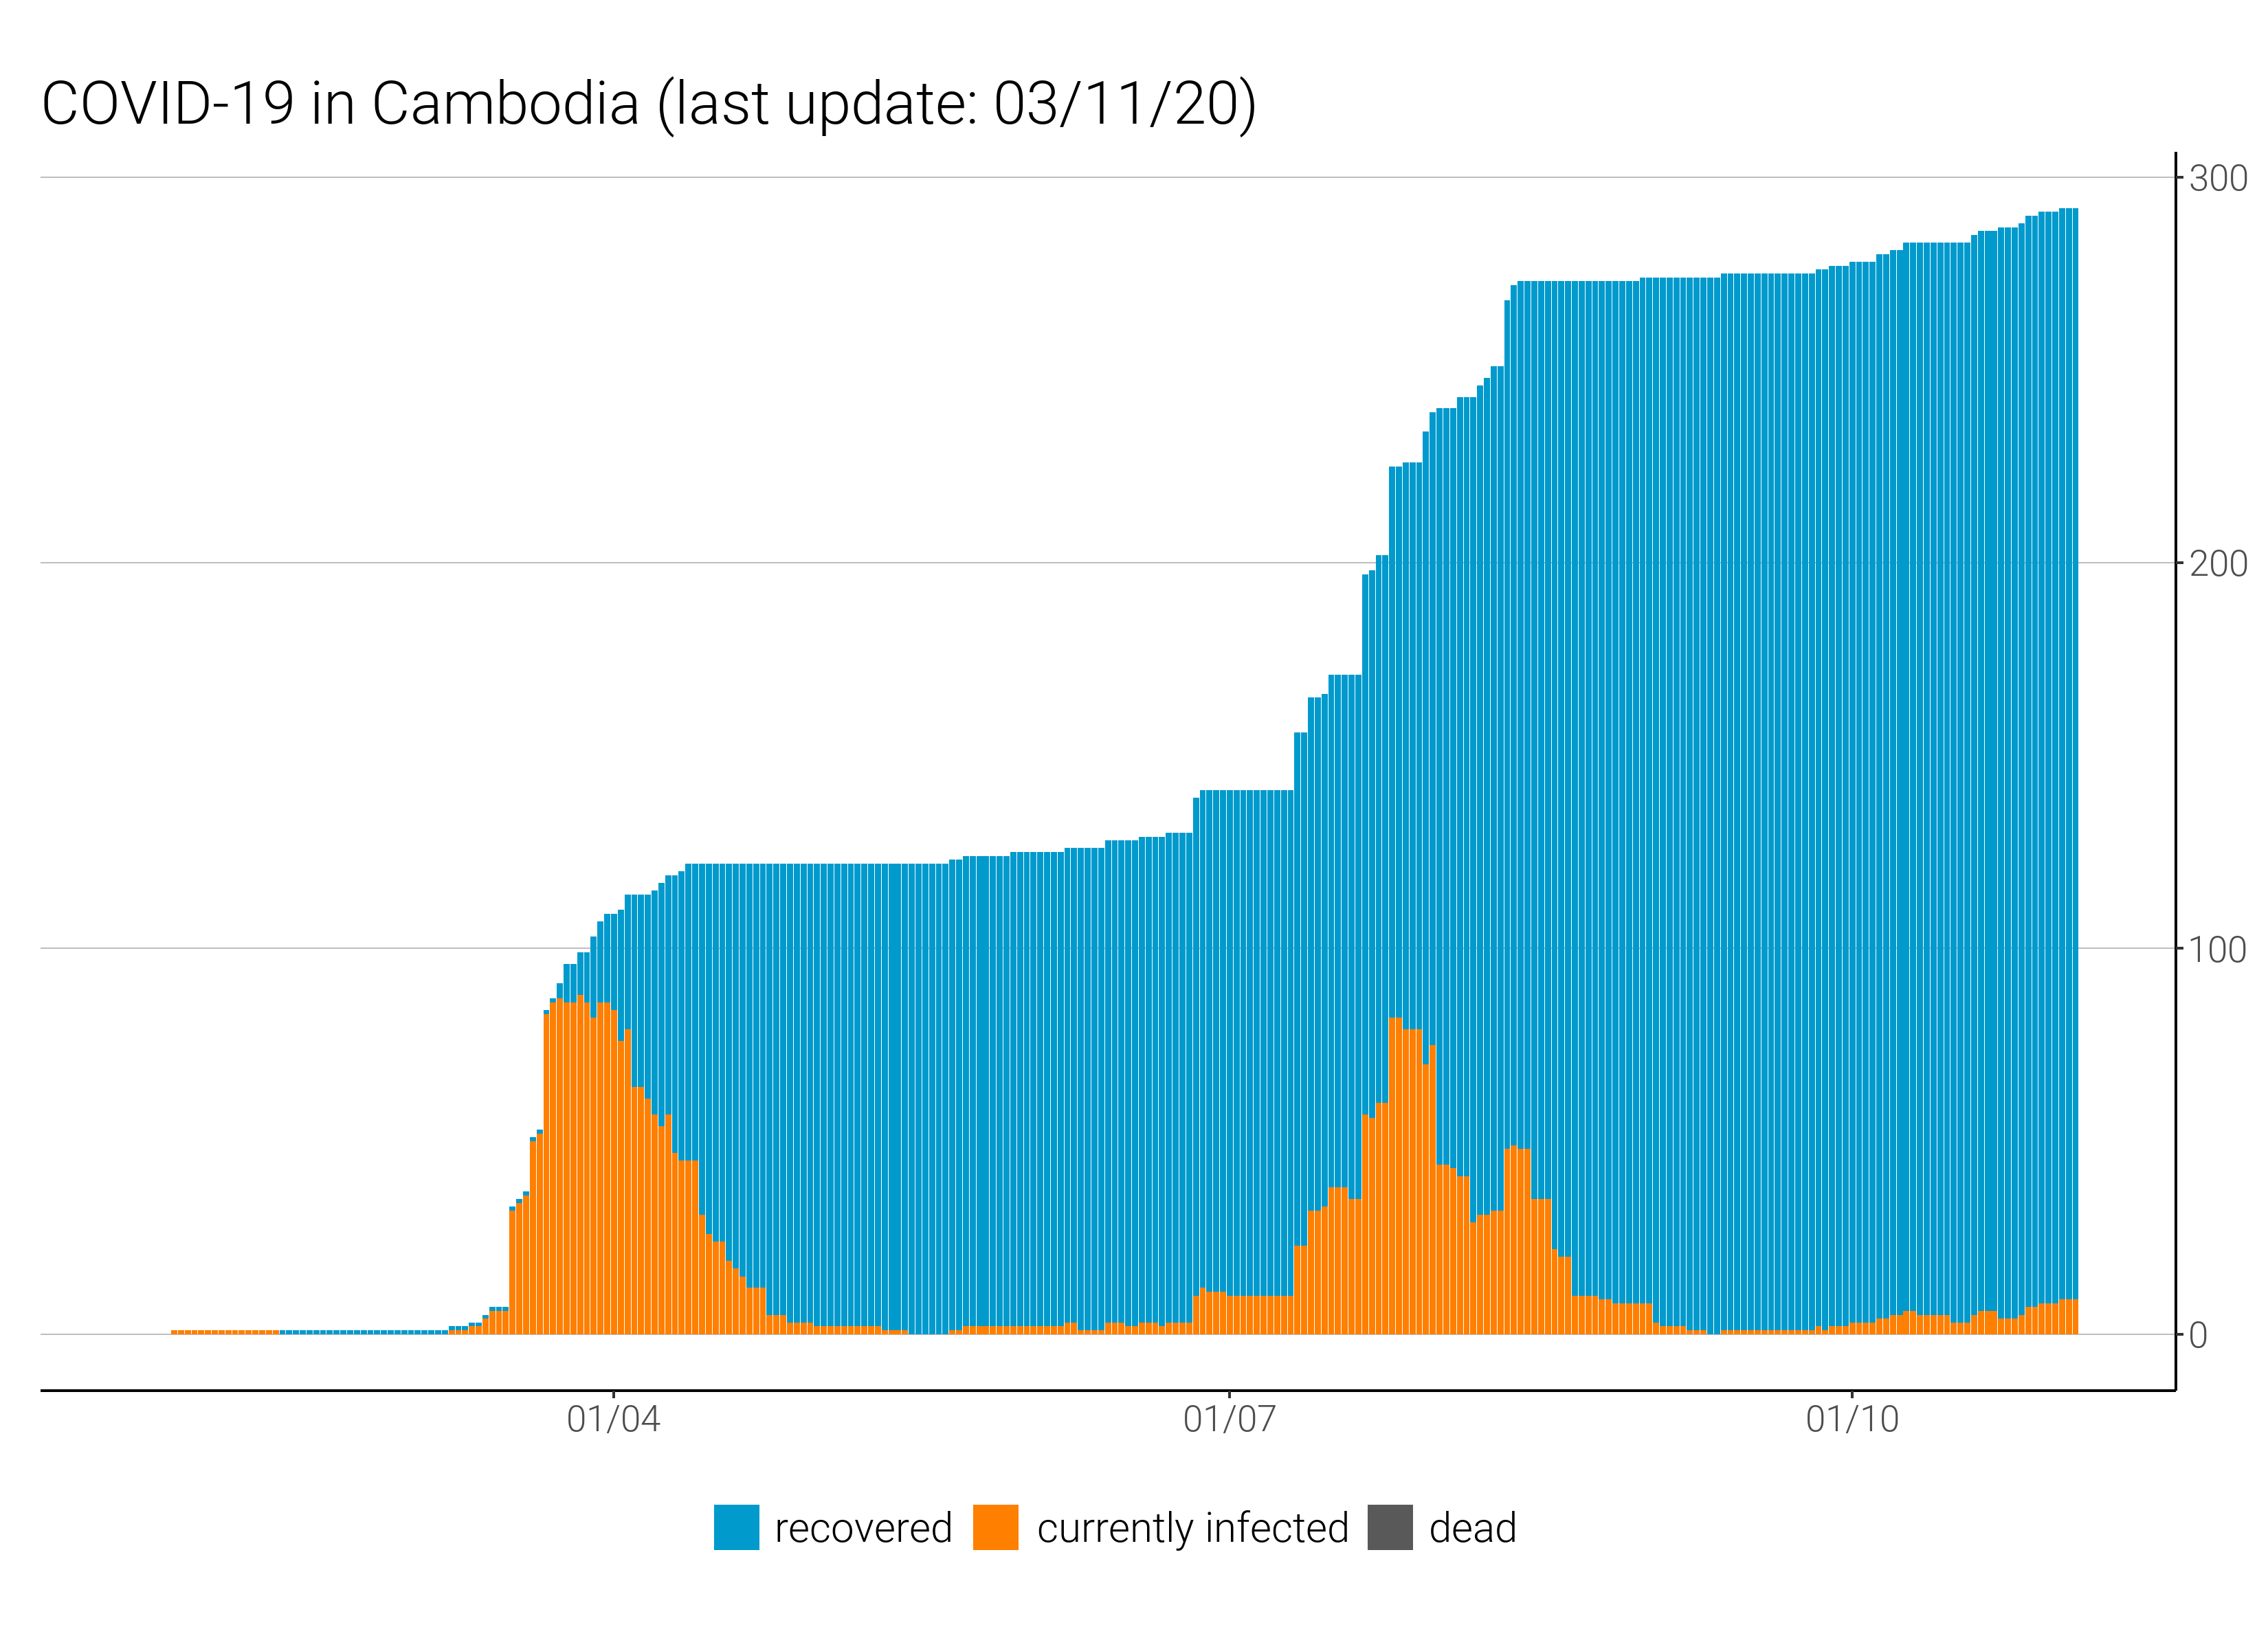 COVID-19 in Cambodia (last update: 03/11/20)
300
200
100
0
01/04 01/07 01/10
recovered currently infected dead